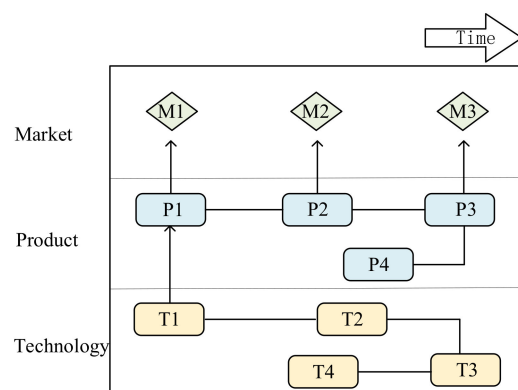 Time
M1 M2 M3
Market
P1 P2 P3
Product
P4
T1 T2
Technology
T4 T3